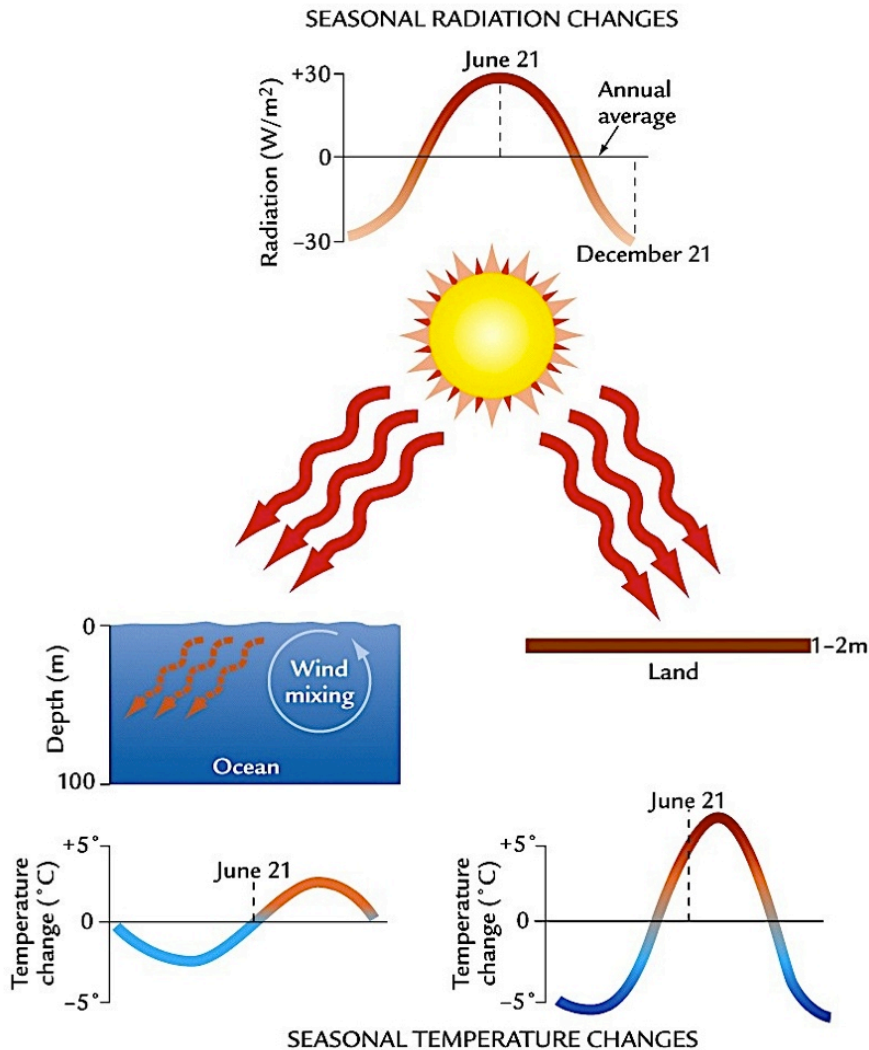 SEASONAL RADIATION CHANGES
June 21
+30
Annual
average
Radiation (W/m²)
0
−30
December 21
0
Wind
mixing
Depth (m)
Ocean
100
1–2m
Land
June 21
+5°
Temperature
change (°C)
0
−5°
June 21
+5°
Temperature
change (°C)
0
−5°
SEASONAL TEMPERATURE CHANGES